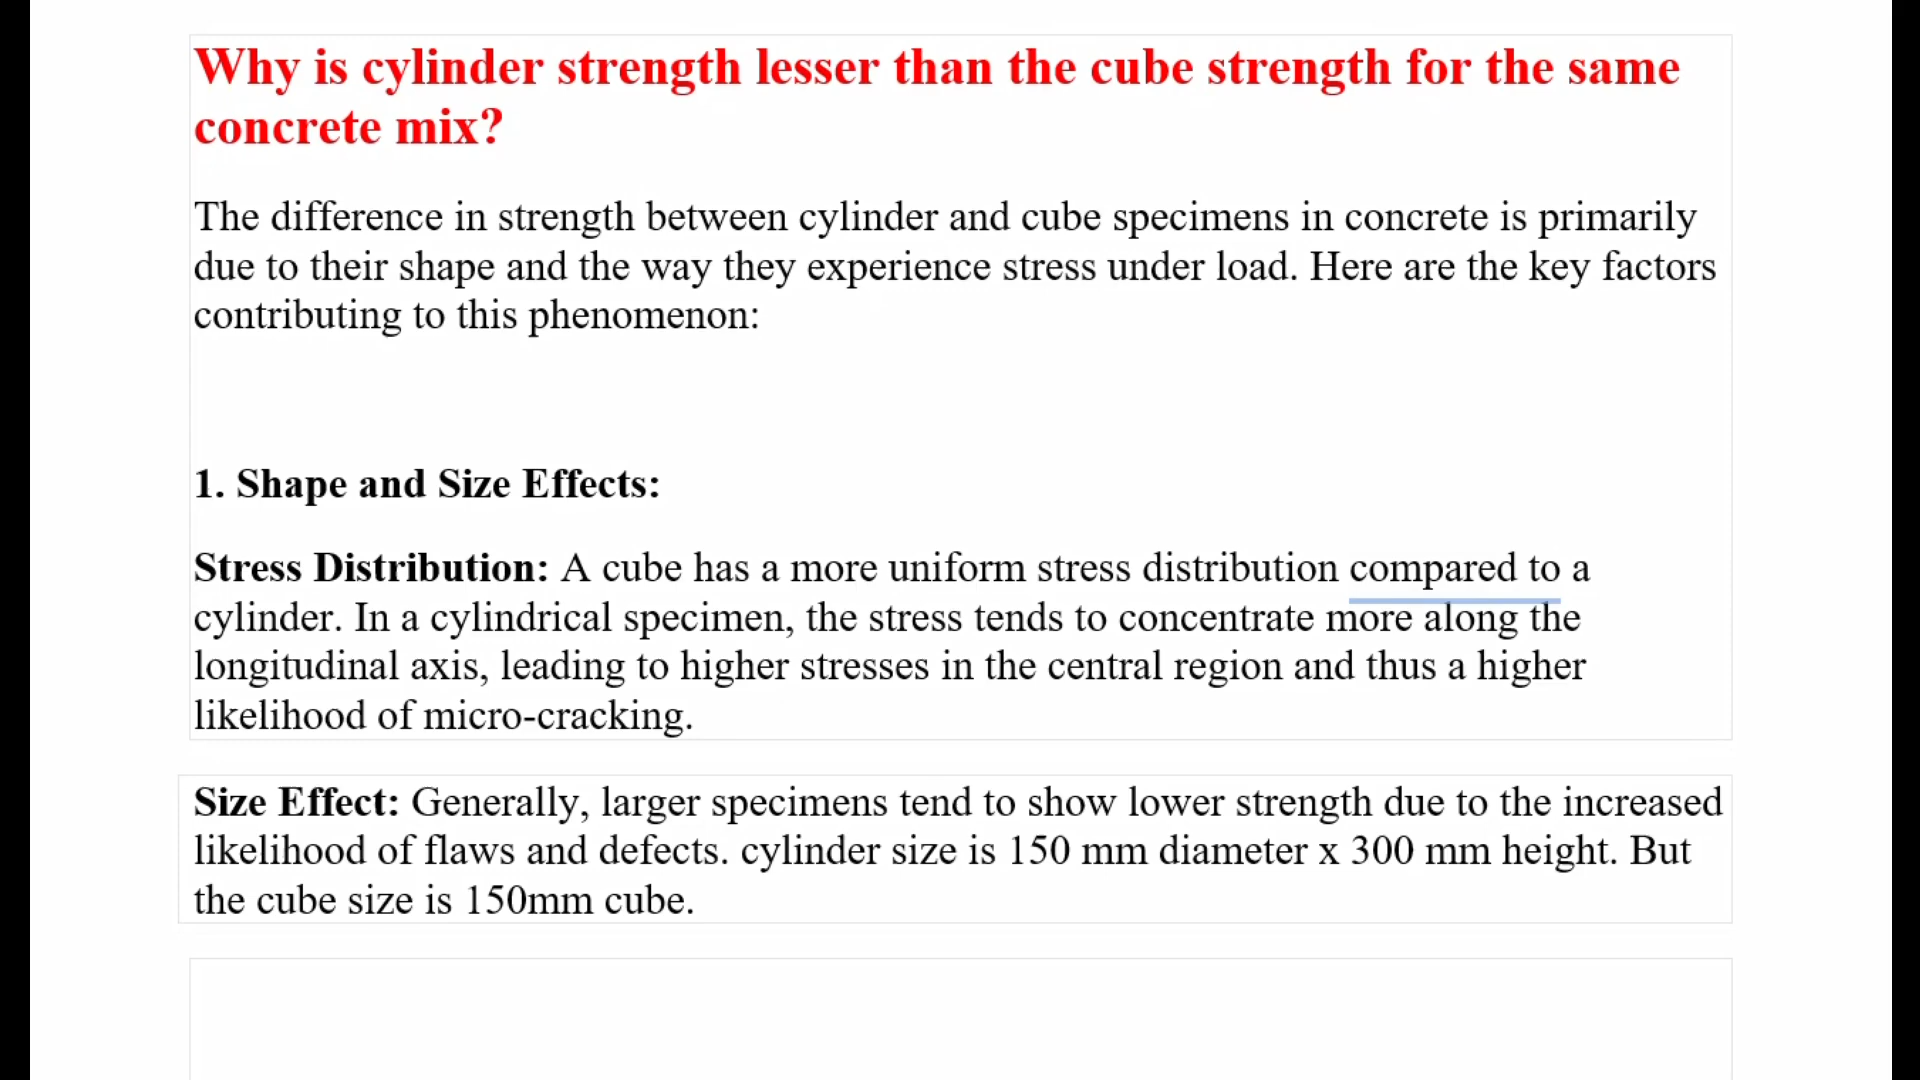 Why is cylinder strength lesser than the cube strength for the same
concrete mix?
The difference in strength between cylinder and cube specimens in concrete is primarily
due to their shape and the way they experience stress under load. Here are the key factors
contributing to this phenomenon:
1. Shape and Size Effects:
Stress Distribution: A cube has a more uniform stress distribution compared to a
cylinder. In a cylindrical specimen, the stress tends to concentrate more along the
longitudinal axis, leading to higher stresses in the central region and thus a higher
likelihood of micro-cracking.
Size Effect: Generally, larger specimens tend to show lower strength due to the increased
likelihood of flaws and defects. cylinder size is 150 mm diameter x 300 mm height. But
the cube size is 150mm cube.